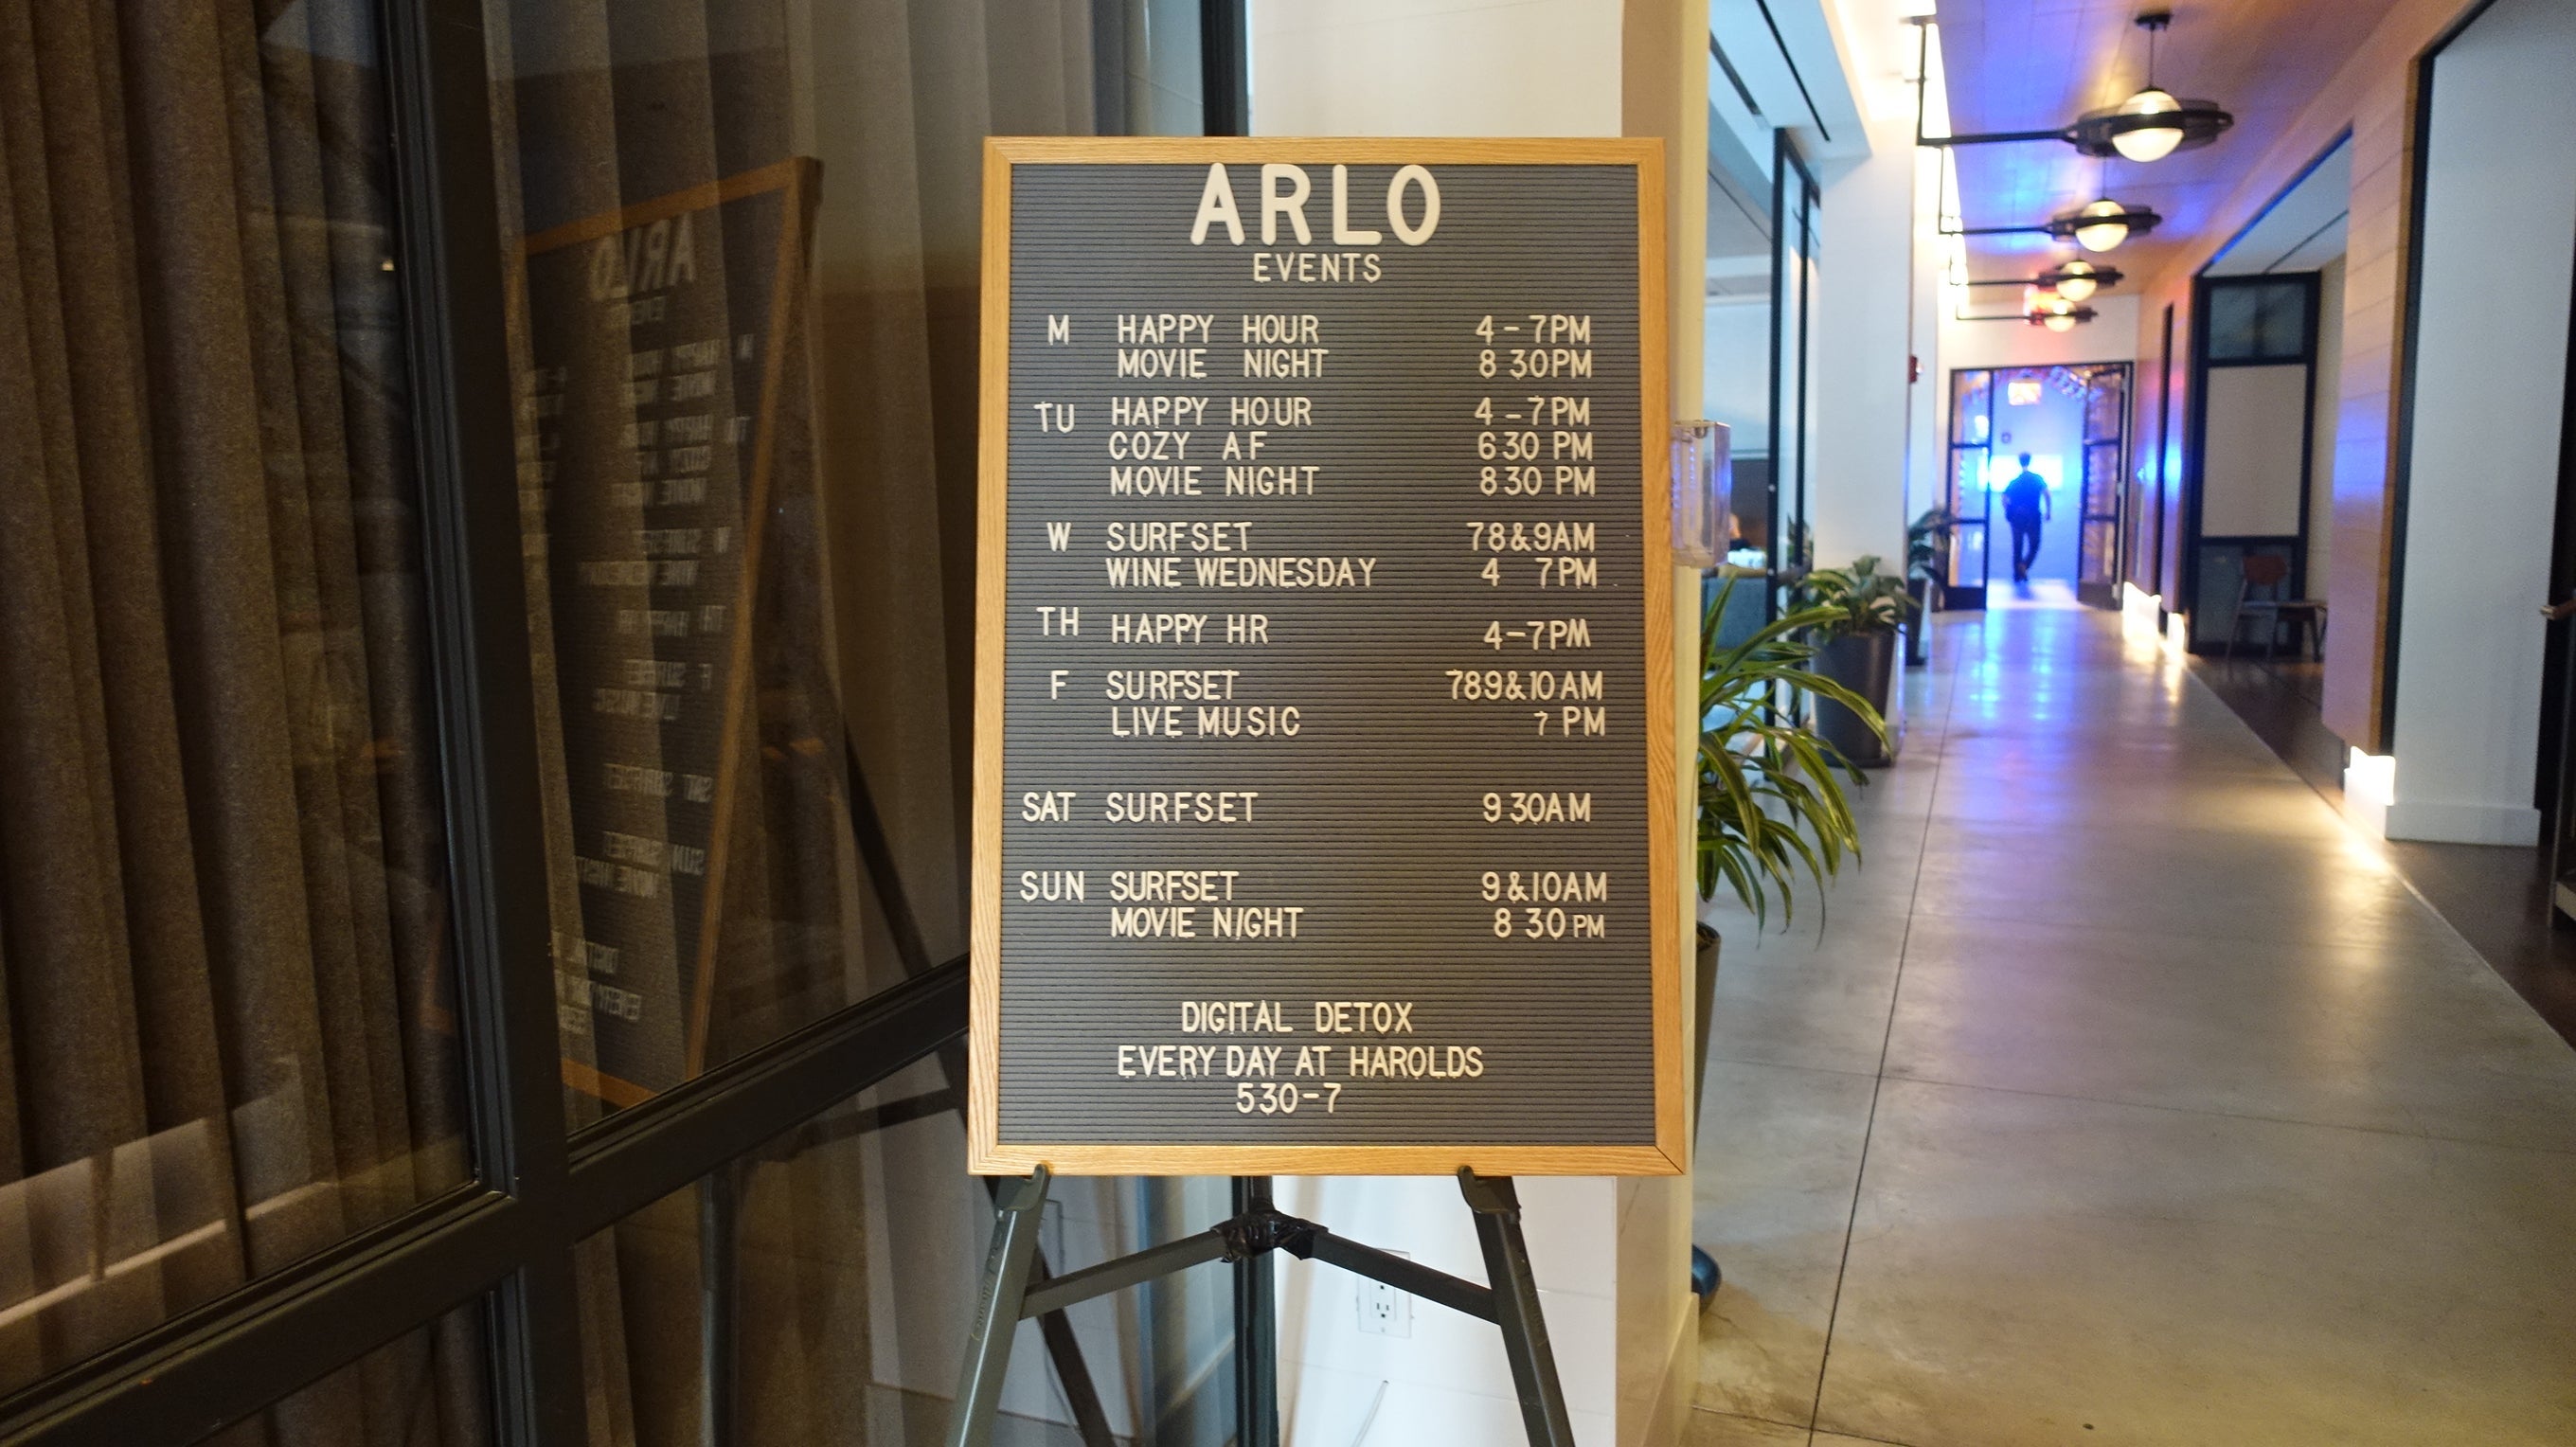 ARLO
EVENTS
M HAPPY HOUR 4-7PM
MOVIE NIGHT 8 30PM
TU HAPPY HOUR 4-7PM
COZY AF 630 PM
MOVIE NIGHT 830 PM
W SURFSET 78&9AM
WINE WEDNESDAY 4 7PM
TH HAPPY HR 4-7PM
F SURFSET 789&10AM
LIVE MUSIC 7 PM
SAT SURFSET 9 30AM
SUN SURFSET 9&10AM
MOVIE NIGHT 8 30PM
DIGITAL DETOX
EVERY DAY AT HAROLDS
530-7